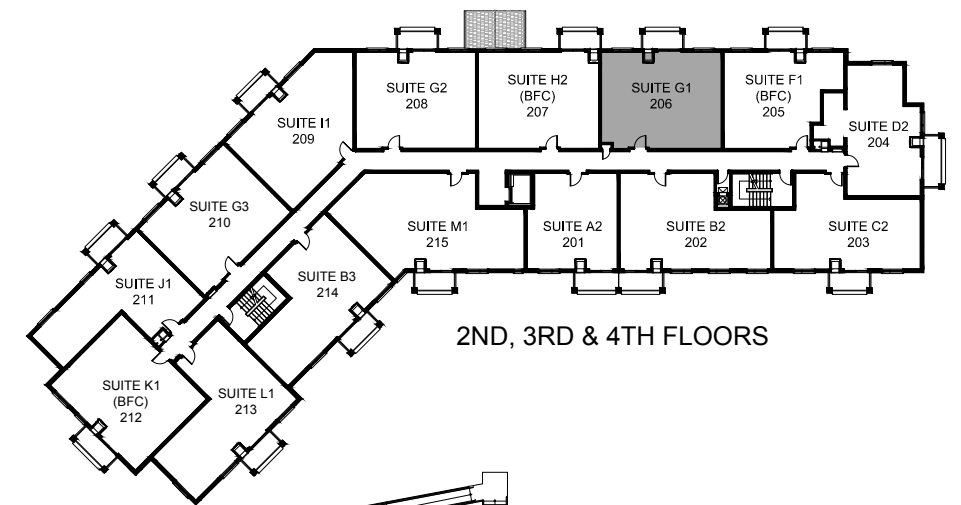 SUITE G2
208
SUITE H2
(BFC)
207
SUITE G1
206
SUITE F1
(BFC)
205
SUITE D2
204
SUITE I1
209
SUITE G3
210
SUITE M1
215
SUITE A2
201
SUITE B2
202
SUITE C2
203
SUITE J1
211
SUITE B3
214
SUITE K1
(BFC)
212
SUITE L1
213
2ND, 3RD & 4TH FLOORS